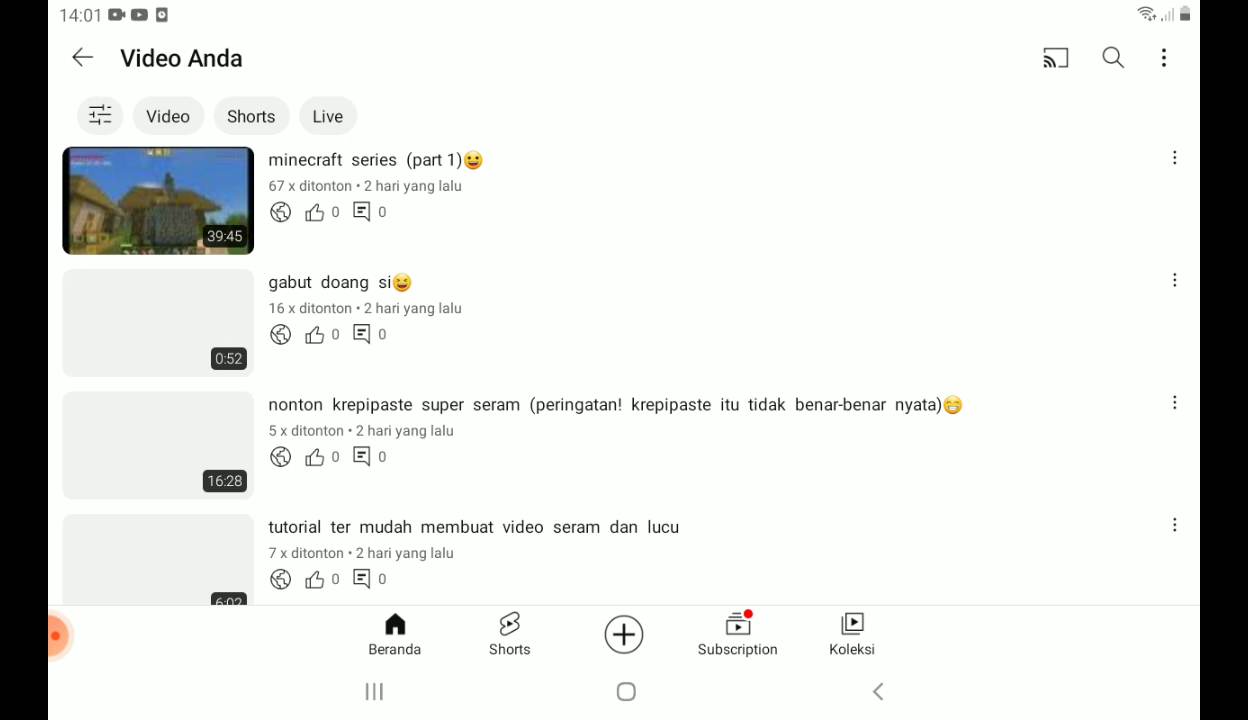 14:01
Video Anda
Video Shorts Live
minecraft series (part 1)😀
67 x ditonton • 2 hari yang lalu
0 0
39:45
gabut doang si😆
16 x ditonton • 2 hari yang lalu
0 0
0:52
nonton krepipaste super seram (peringatan! krepipaste itu tidak benar-benar nyata)😁
5 x ditonton • 2 hari yang lalu
0 0
16:28
tutorial ter mudah membuat video seram dan lucu
7 x ditonton • 2 hari yang lalu
0 0
6:02
Beranda Shorts Subscription Koleksi